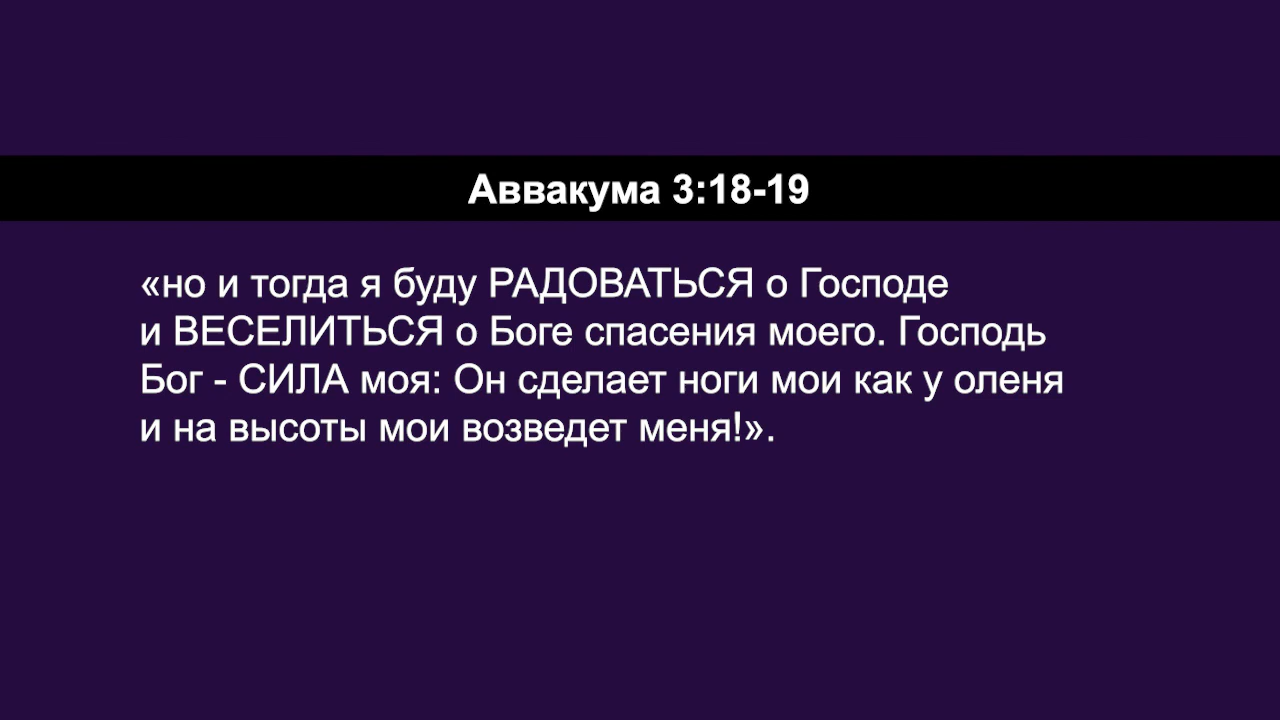 Аввакума 3:18-19
«но и тогда я буду РАДОВАТЬСЯ о Господе
и ВЕСЕЛИТЬСЯ о Боге спасения моего. Господь
Бог - СИЛА моя: Он сделает ноги мои как у оленя
и на высоты мои возведет меня!».